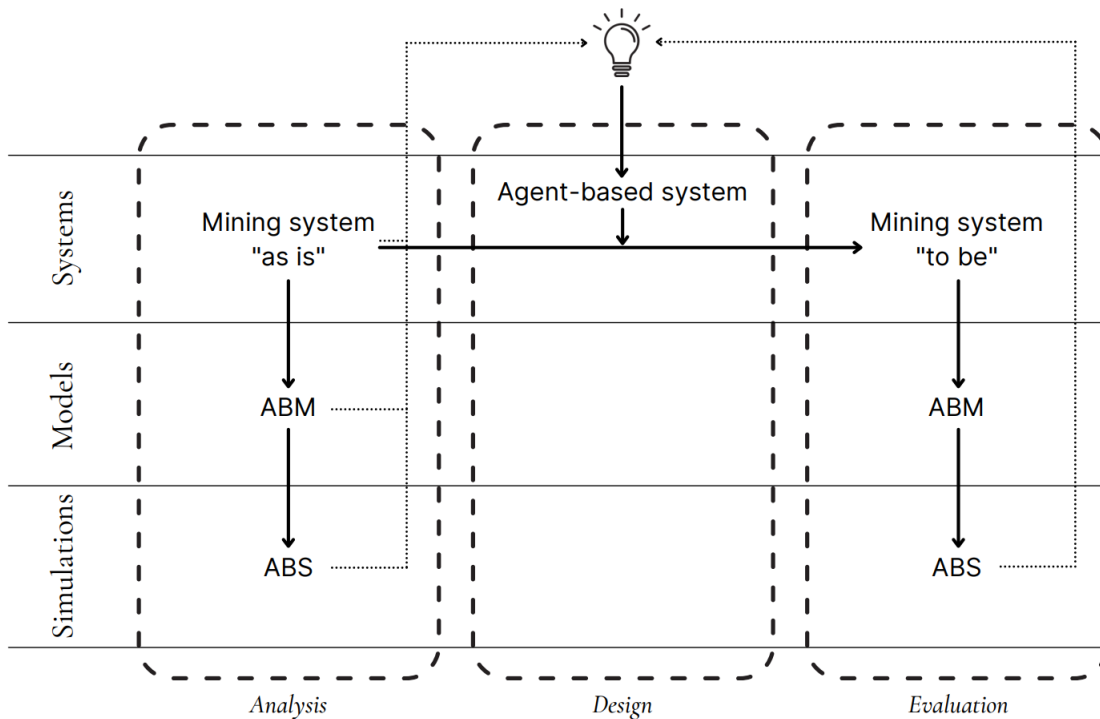 Systems
Agent-based system
Mining system
"as is"
Mining system
"to be"
Models
ABM
ABM
Simulations
ABS
ABS
Analysis
Design
Evaluation